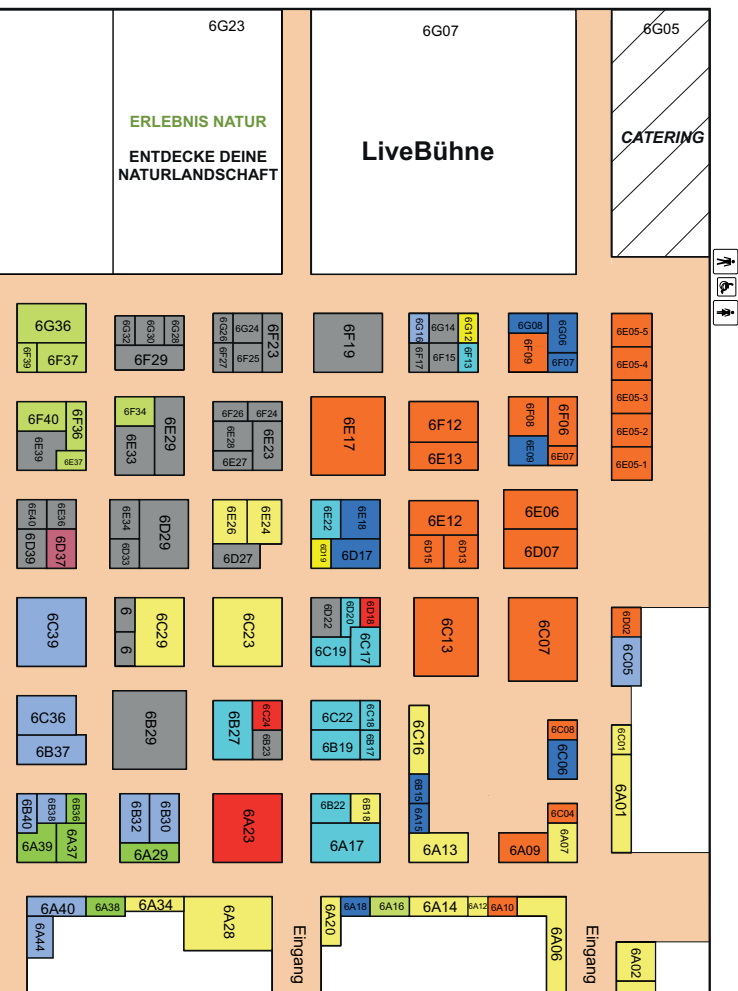 6G23
6G07
6G05
ERLEBNIS NATUR
ENTDECKE DEINE
NATURLANDSCHAFT
LiveBühne
CATERING
6G36
6F39
6F37
6G32
6G30
6G28
6F29
6G26
6G24
6F23
6F27
6F25
6F19
6G16
6G14
6G12
6F17
6F15
6F13
6G08
6G06
6F09
6F07
6E05-5
6E05-4
6E05-3
6E05-2
6E05-1
6F40
6F36
6E39
6E37
6F34
6E29
6E33
6F26
6F24
6E28
6E23
6E27
6E17
6F12
6E13
6F08
6F06
6E09
6E07
6E40
6E36
6D39
6D37
6E34
6D29
6D33
6E26
6E24
6D27
6E22
6E18
6D19
6D17
6E12
6D15
6D13
6E06
6D07
6C39
6
6
6C29
6C23
6D22
6D20
6D18
6C19
6C17
6C13
6C07
6D02
6C05
6C36
6B37
6B29
6B27
6C24
6B23
6C22
6C18
6B19
6B17
6C16
6B15
6A15
6C08
6C06
6C01
6A01
6B40
6B38
6B36
6A39
6A37
6B32
6B30
6A29
6A23
6B22
6B18
6A17
6A13
6C04
6A09
6A07
6A40
6A38
6A34
6A44
6A28
Eingang
6A20
6A18
6A16
6A14
6A12
6A10
6A06
Eingang
6A02